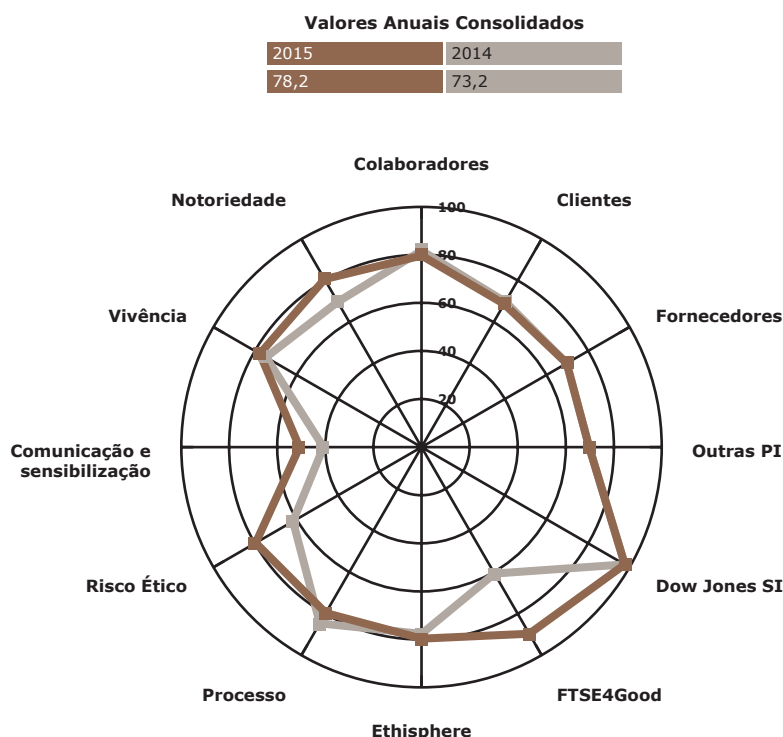 Valores Anuais Consolidados
2015 2014
78,2 73,2
Colaboradores
Notoriedade
Clientes
100
80
60
40
20
Vivência
Fornecedores
Comunicação e
sensibilização
Outras PI
Risco Ético
Dow Jones SI
Processo
FTSE4Good
Ethisphere